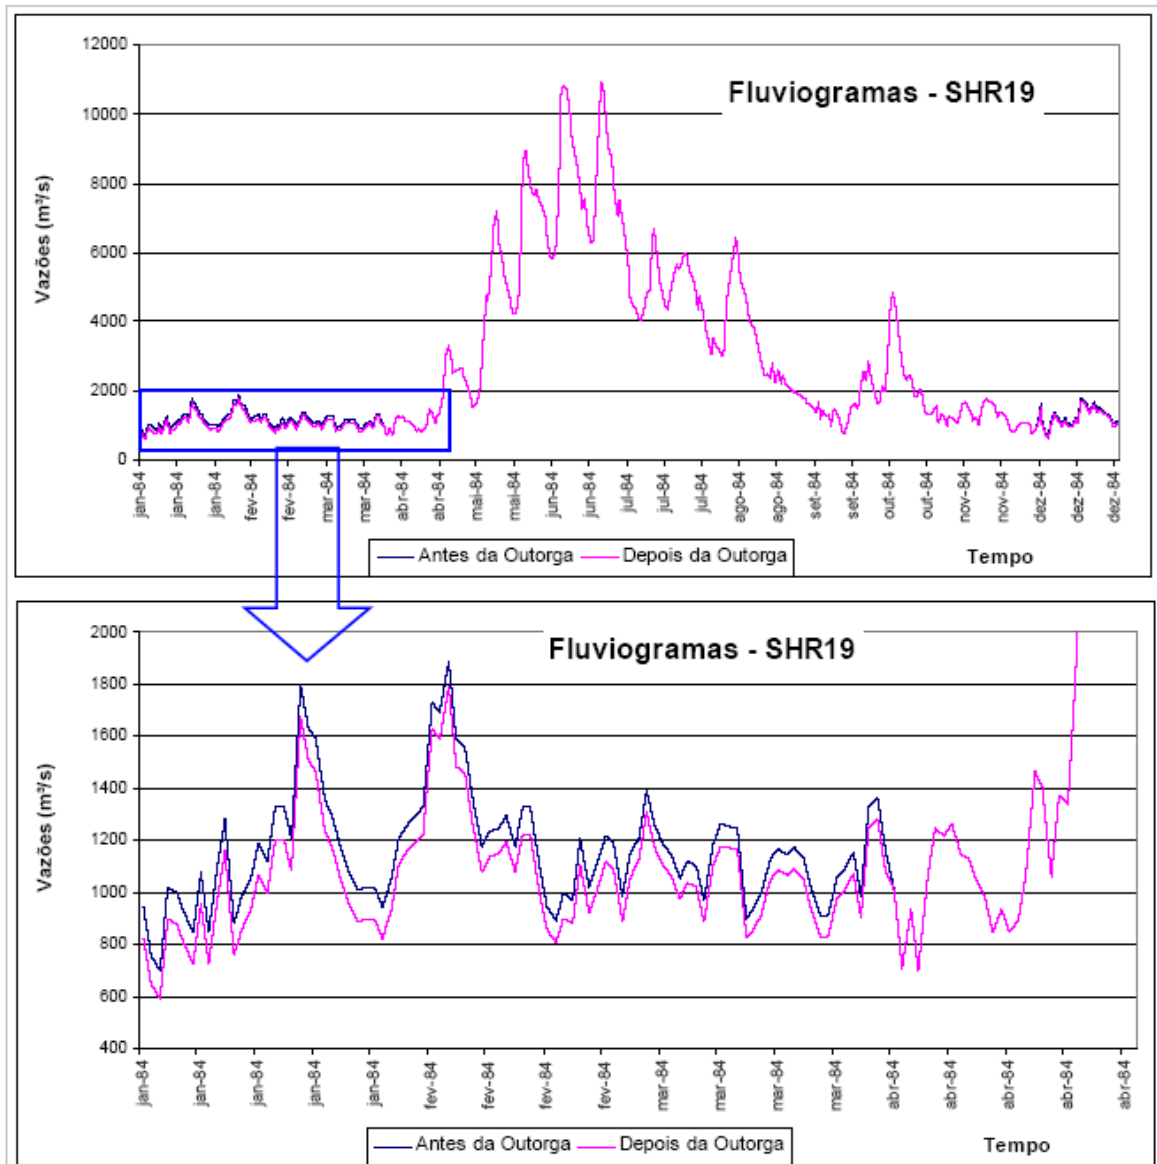 Fluviogramas - SHR19
Vazões (m³/s)
12000
10000
8000
6000
4000
2000
0
jan-84 jan-84 jan-84 fev-84 fev-84 mar-84 mar-84 abr-84 abr-84 mai-84 mai-84 jun-84 jun-84 jul-84 jul-84 jul-84 ago-84 ago-84 set-84 set-84 out-84 out-84 nov-84 nov-84 dez-84 dez-84 dez-84
Antes da Outorga Depois da Outorga
Tempo
Fluviogramas - SHR19
Vazões (m³/s)
2000
1800
1600
1400
1200
1000
800
600
400
jan-84 jan-84 jan-84 jan-84 jan-84 fev-84 fev-84 fev-84 fev-84 mar-84 mar-84 mar-84 mar-84 abr-84 abr-84 abr-84 abr-84 abr-84
Antes da Outorga Depois da Outorga
Tempo